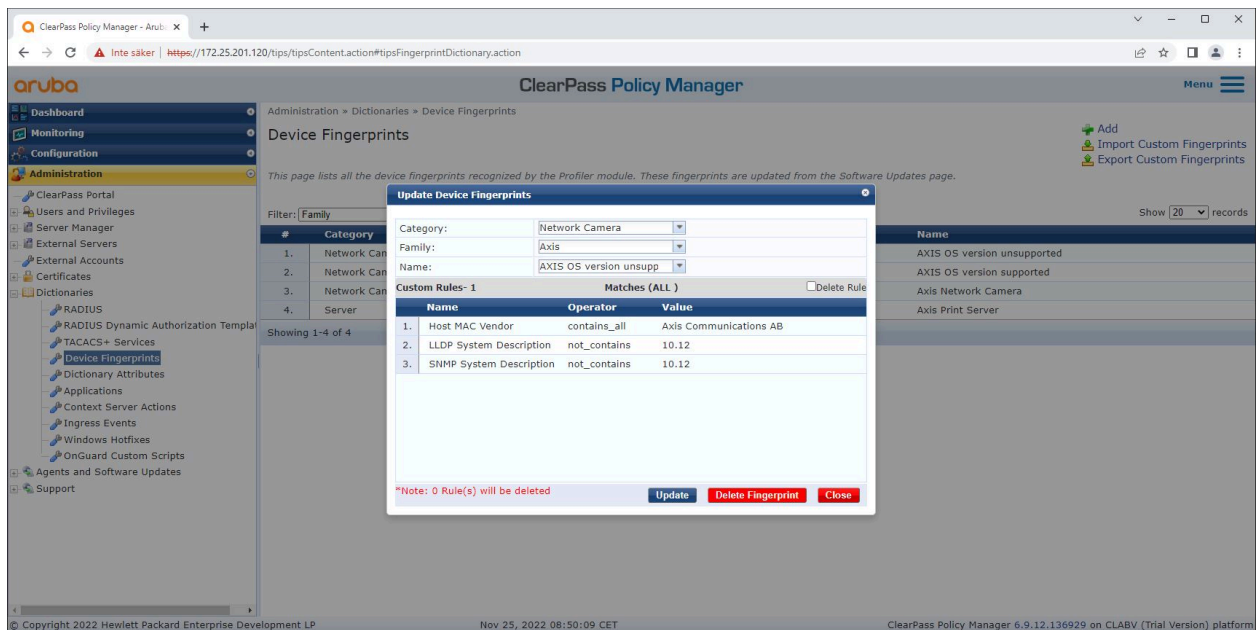 ClearPass Policy Manager - Arub
Inte säker | https://172.25.201.120/tips/tipsContent.action#tipsFingerprintDictionary.action
aruba
ClearPass Policy Manager
Menu
Dashboard
Monitoring
Configuration
Administration
ClearPass Portal
Users and Privileges
Server Manager
External Servers
External Accounts
Certificates
Dictionaries
RADIUS
RADIUS Dynamic Authorization Templat
TACACS+ Services
Device Fingerprints
Dictionary Attributes
Applications
Context Server Actions
Ingress Events
Windows Hotfixes
OnGuard Custom Scripts
Agents and Software Updates
Support
Administration » Dictionaries » Device Fingerprints
Device Fingerprints
Add
Import Custom Fingerprints
Export Custom Fingerprints
This page lists all the device fingerprints recognized by the Profiler module. These fingerprints are updated from the Software Updates page.
Filter: Family
Show 20 records
# Category Name
1. Network Can AXIS OS version unsupported
2. Network Can AXIS OS version supported
3. Network Can Axis Network Camera
4. Server Axis Print Server
Showing 1-4 of 4
Update Device Fingerprints
Category: Network Camera
Family: Axis
Name: AXIS OS version unsupp
Custom Rules- 1 Matches (ALL ) Delete Rule
Name Operator Value
1. Host MAC Vendor contains_all Axis Communications AB
2. LLDP System Description not_contains 10.12
3. SNMP System Description not_contains 10.12
*Note: 0 Rule(s) will be deleted
Update Delete Fingerprint Close
© Copyright 2022 Hewlett Packard Enterprise Development LP Nov 25, 2022 08:50:09 CET ClearPass Policy Manager 6.9.12.136929 on CLABV (Trial Version) platform